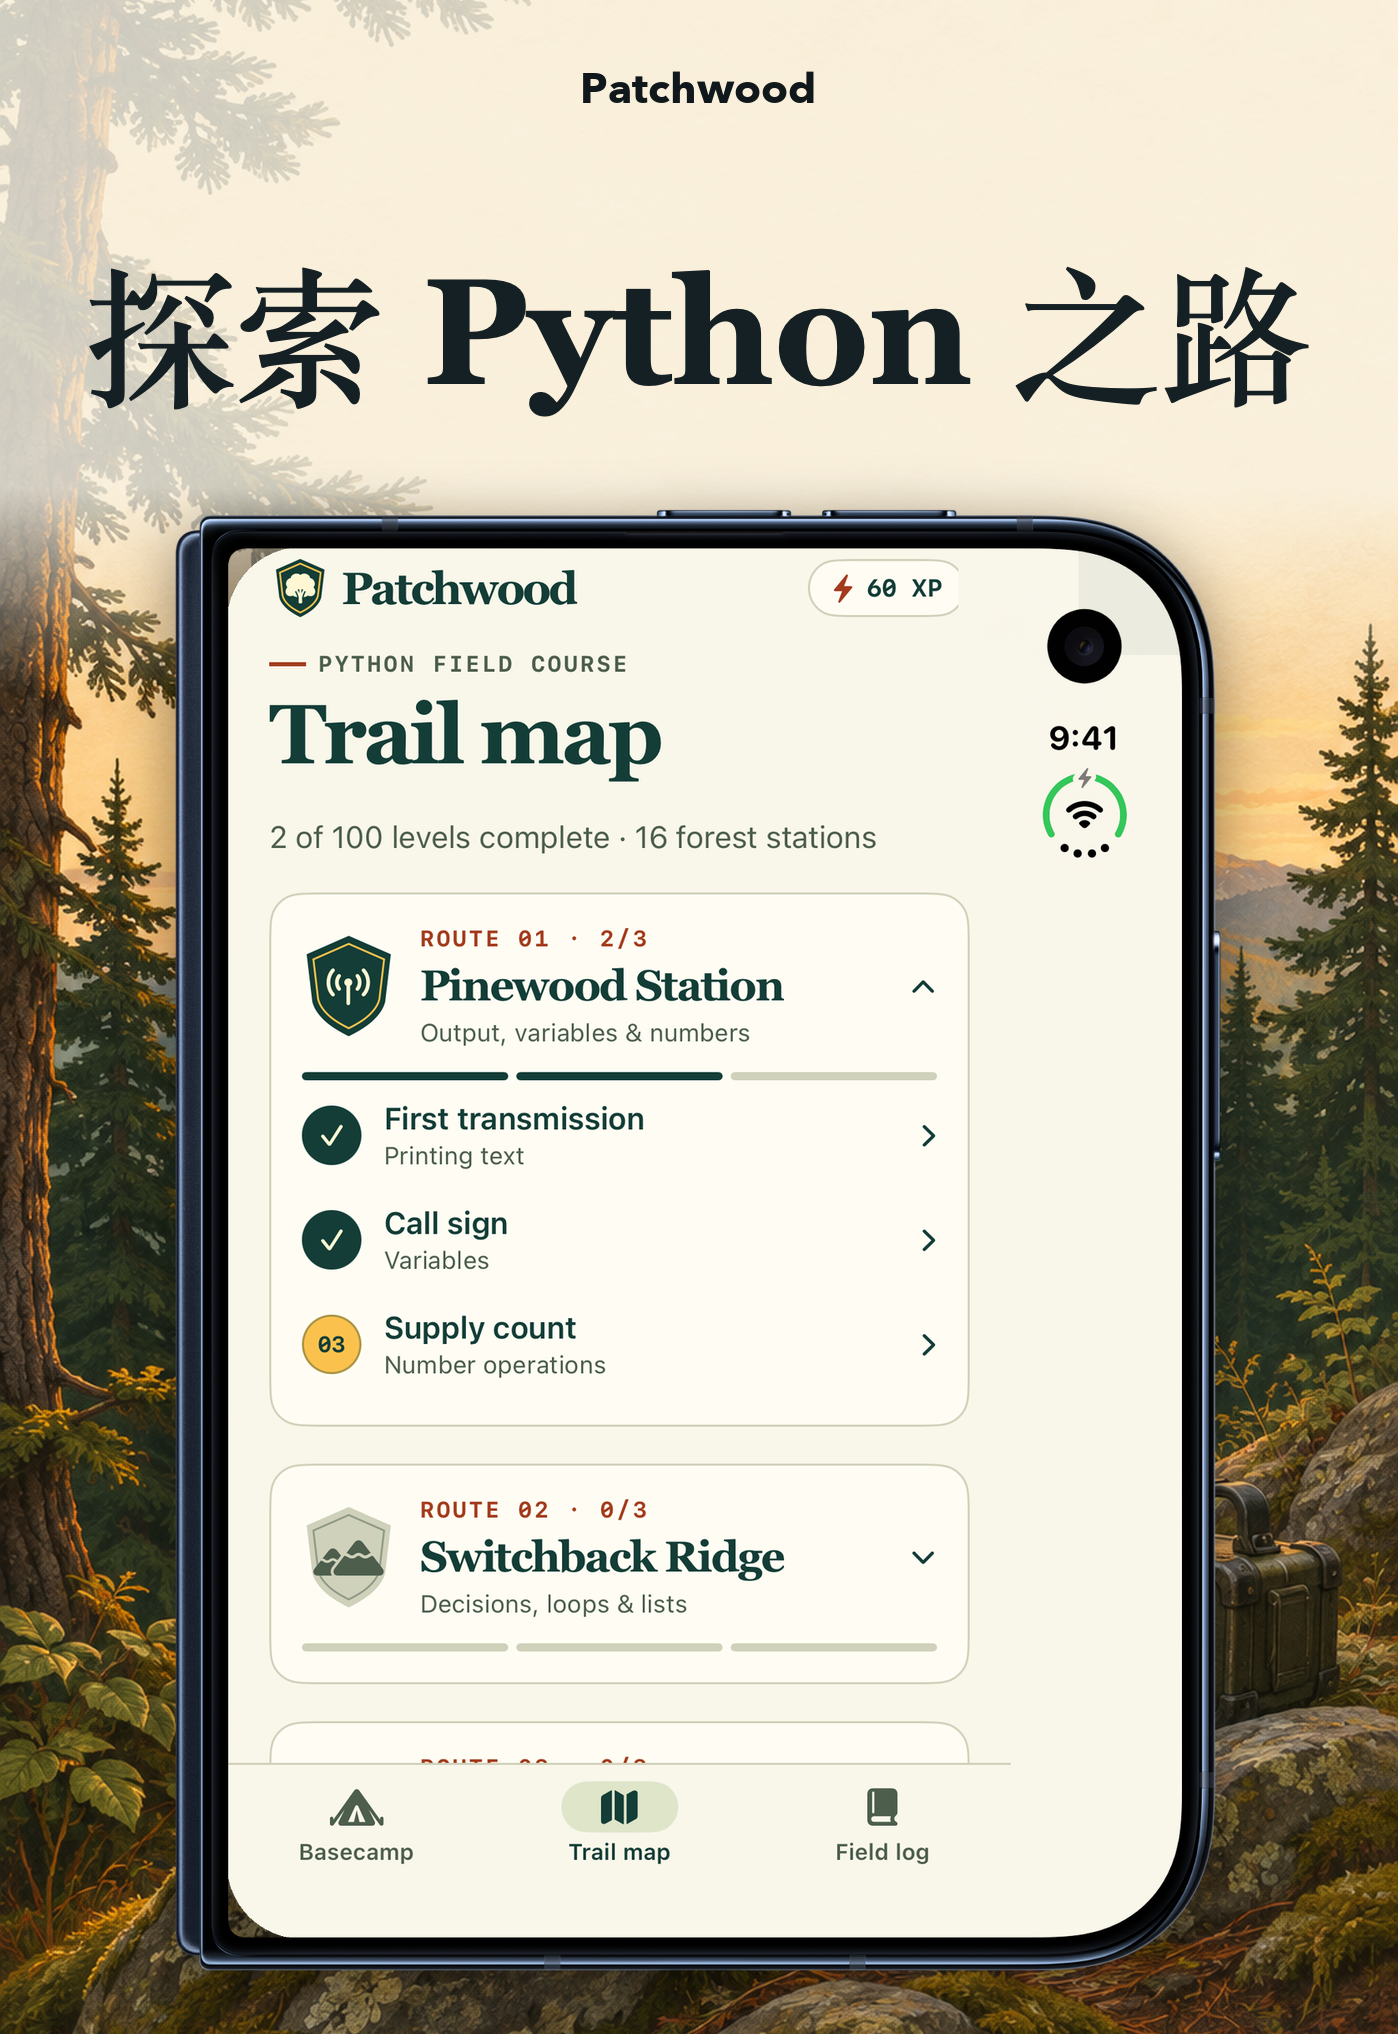 Patchwood
探索 Python 之路
Patchwood
60 XP
PYTHON FIELD COURSE
Trail map
9:41
2 of 100 levels complete · 16 forest stations
ROUTE 01 · 2/3
Pinewood Station
Output, variables & numbers
First transmission
Printing text
Call sign
Variables
03
Supply count
Number operations
ROUTE 02 · 0/3
Switchback Ridge
Decisions, loops & lists
Basecamp
Trail map
Field log